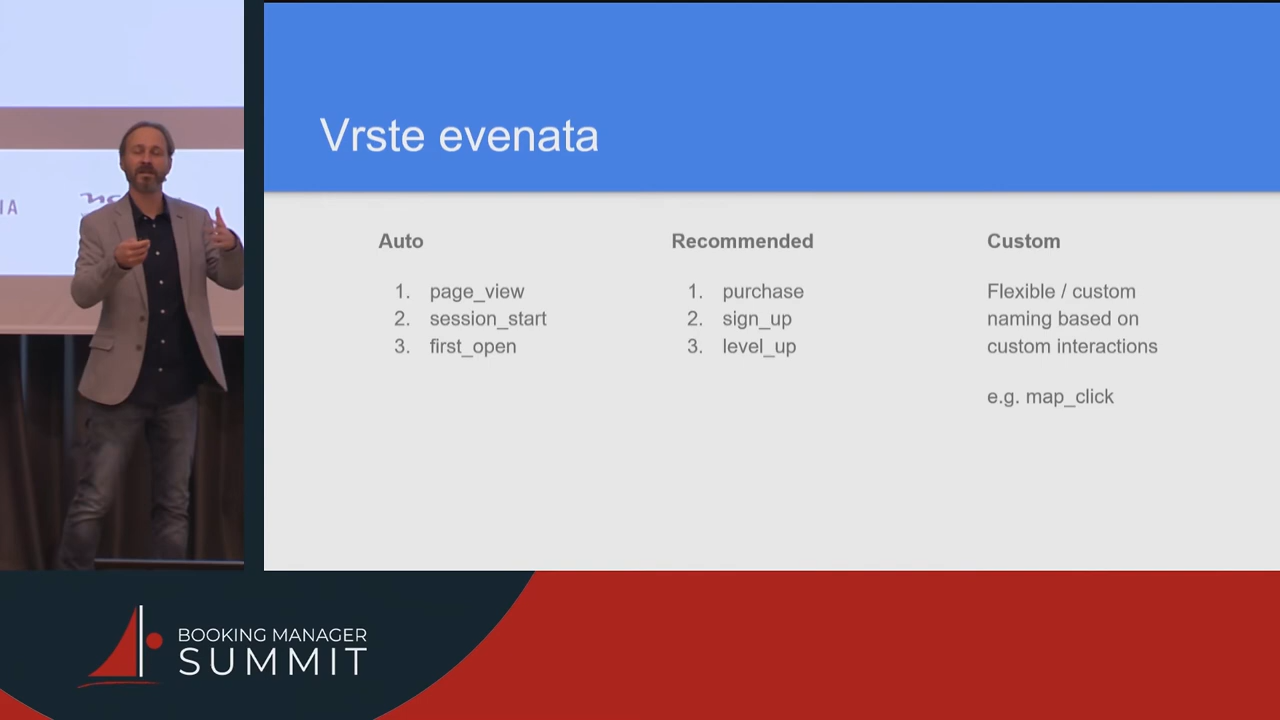 Vrste evenata
Auto
1. page_view
2. session_start
3. first_open
Recommended
1. purchase
2. sign_up
3. level_up
Custom
Flexible / custom
naming based on
custom interactions
e.g. map_click
IA
BOOKING MANAGER
SUMMIT